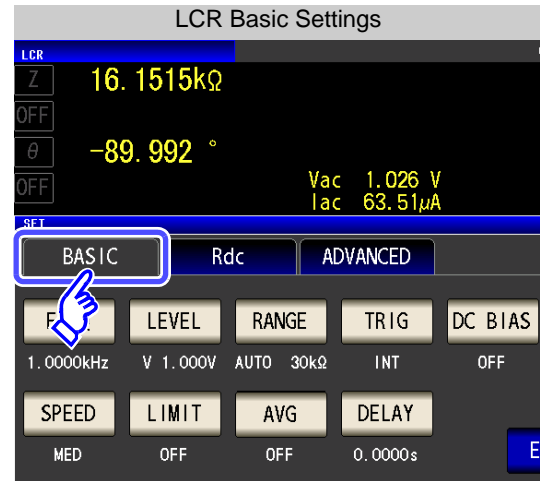 LCR Basic Settings
LCR
Z 16.1515kΩ
OFF
θ -89.992 °
OFF
Vac 1.026 V
Iac 63.51μA
SET
BASIC Rdc ADVANCED
LEVEL RANGE TRIG DC BIAS
1.0000kHz V 1.000V AUTO 30kΩ INT OFF
SPEED LIMIT AVG DELAY
MED OFF OFF 0.0000s